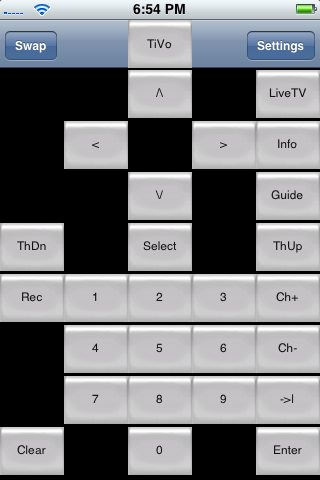 6:54 PM
Swap TiVo Settings
/\ LiveTV
< > Info
\/ Guide
ThDn Select ThUp
Rec 1 2 3 Ch+
4 5 6 Ch-
7 8 9 ->|
Clear 0 Enter